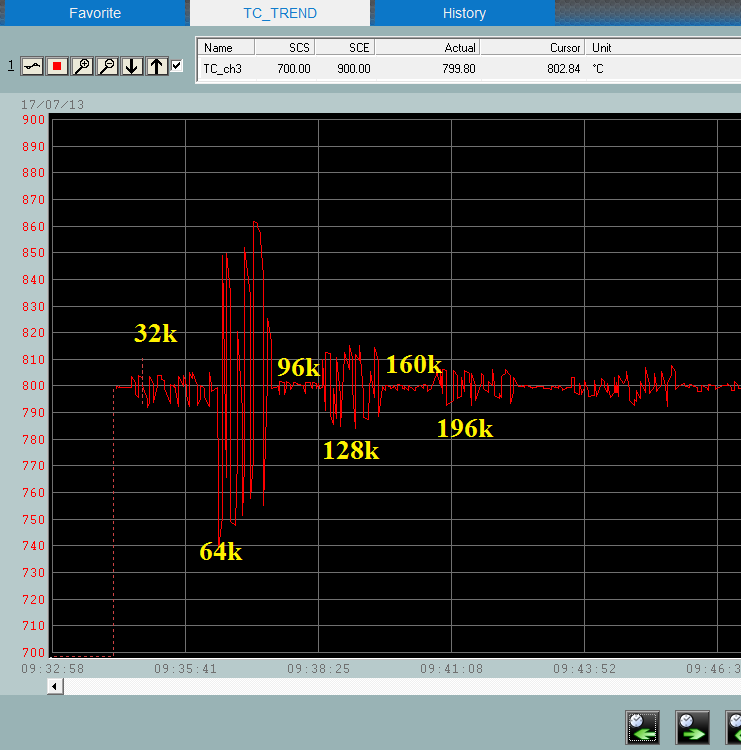 Favorite TC_TREND History
Name SCS SCE Actual Cursor Unit
1 TC_ch3 700.00 900.00 799.80 802.84 °C
17/07/13
900
890
880
870
860
850
840
830
820
32k
810
96k 160k
800
790
196k
780
128k
770
760
750
740
64k
730
720
710
700
09:32:58 09:35:41 09:38:25 09:41:08 09:43:52 09:46:3